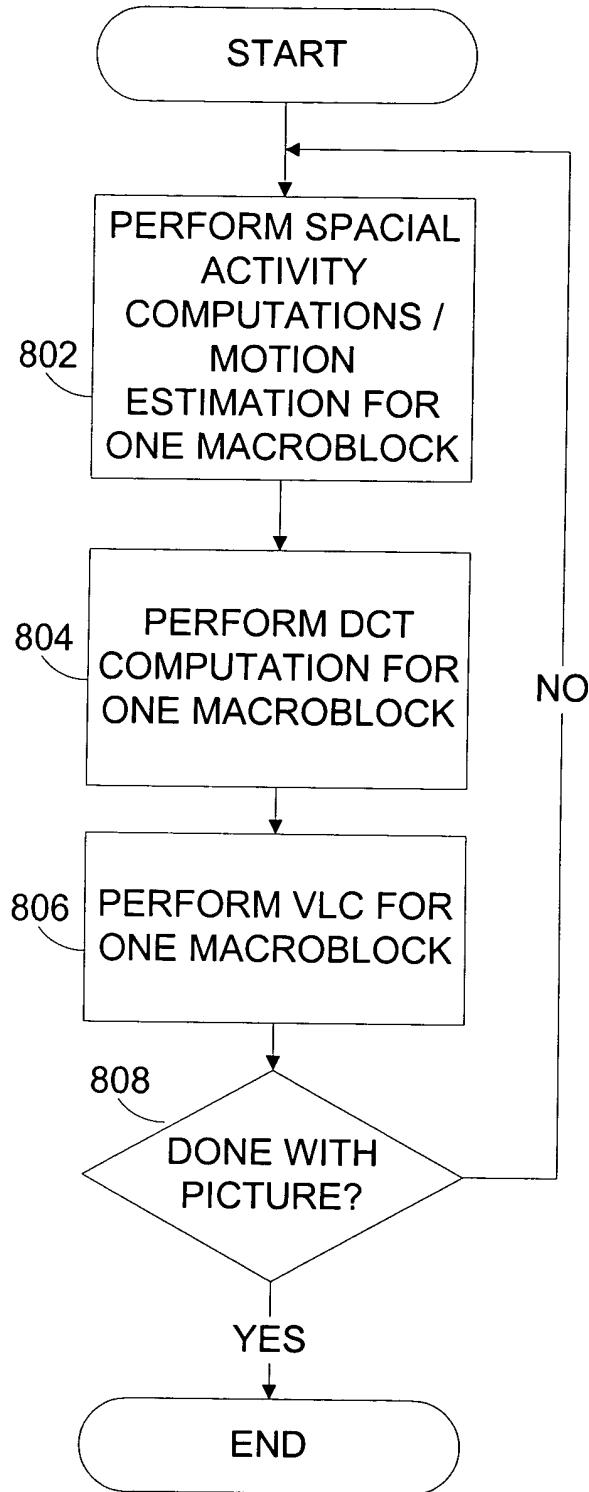 START
PERFORM SPACIAL
ACTIVITY
COMPUTATIONS /
MOTION
ESTIMATION FOR
ONE MACROBLOCK
802
PERFORM DCT
COMPUTATION FOR
ONE MACROBLOCK
804
NO
PERFORM VLC FOR
ONE MACROBLOCK
806
808
DONE WITH
PICTURE?
YES
END